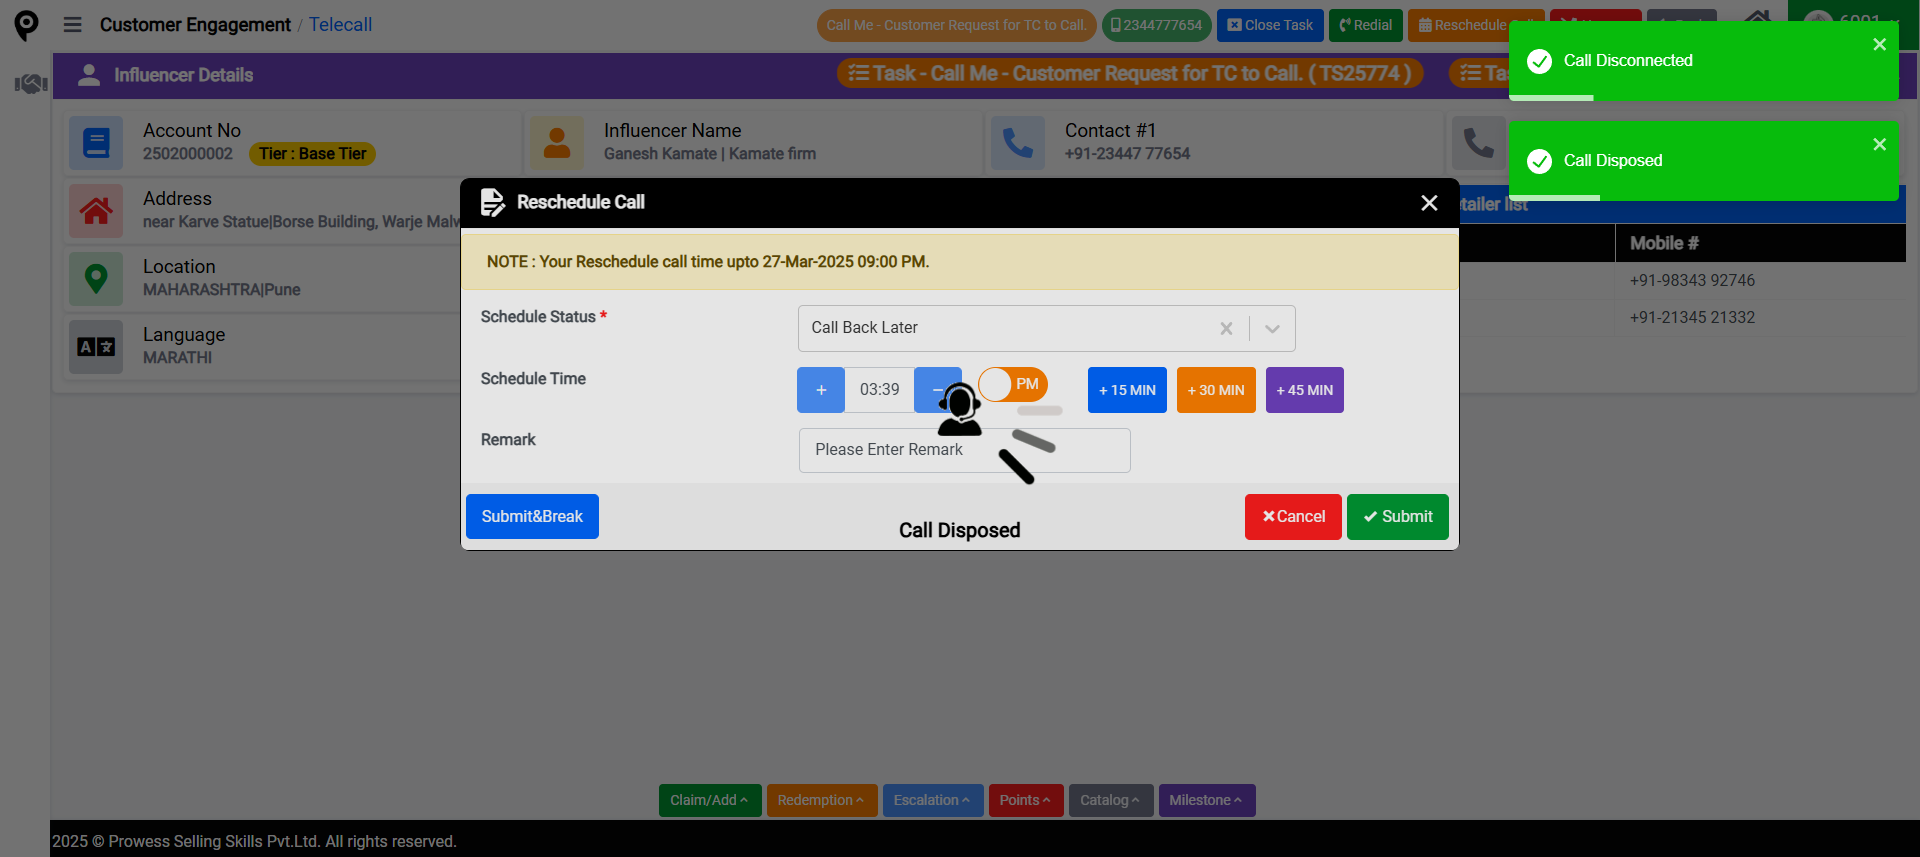 Customer Engagement / Telecall
Call Me - Customer Request for TC to Call.
2344777654
Close Task
Redial
Reschedule
Call Disconnected
Influencer Details
Task - Call Me - Customer Request for TC to Call. ( TS25774 )
Account No
2502000002
Tier : Base Tier
Influencer Name
Ganesh Kamate | Kamate firm
Contact #1
+91-23447 77654
Call Disposed
Address
near Karve Statue|Borse Building, Warje
Reschedule Call
list
Mobile #
NOTE : Your Reschedule call time upto 27-Mar-2025 09:00 PM.
Location
MAHARASHTRA|Pune
+91-98343 92746
Schedule Status *
Call Back Later
+91-21345 21332
Language
MARATHI
Schedule Time
+ 03:39 −
PM
+ 15 MIN
+ 30 MIN
+ 45 MIN
Remark
Please Enter Remark
Submit&Break
Call Disposed
Cancel
Submit
Claim/Add
Redemption
Escalation
Points
Catalog
Milestone
2025 © Prowess Selling Skills Pvt.Ltd. All rights reserved.